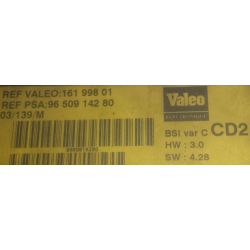 REF VALEO:161 998 01
REF PSA:96 509 142 80
03/139/M
Valeo
BSI var C CD2
HW : 3.0
SW : 4.28